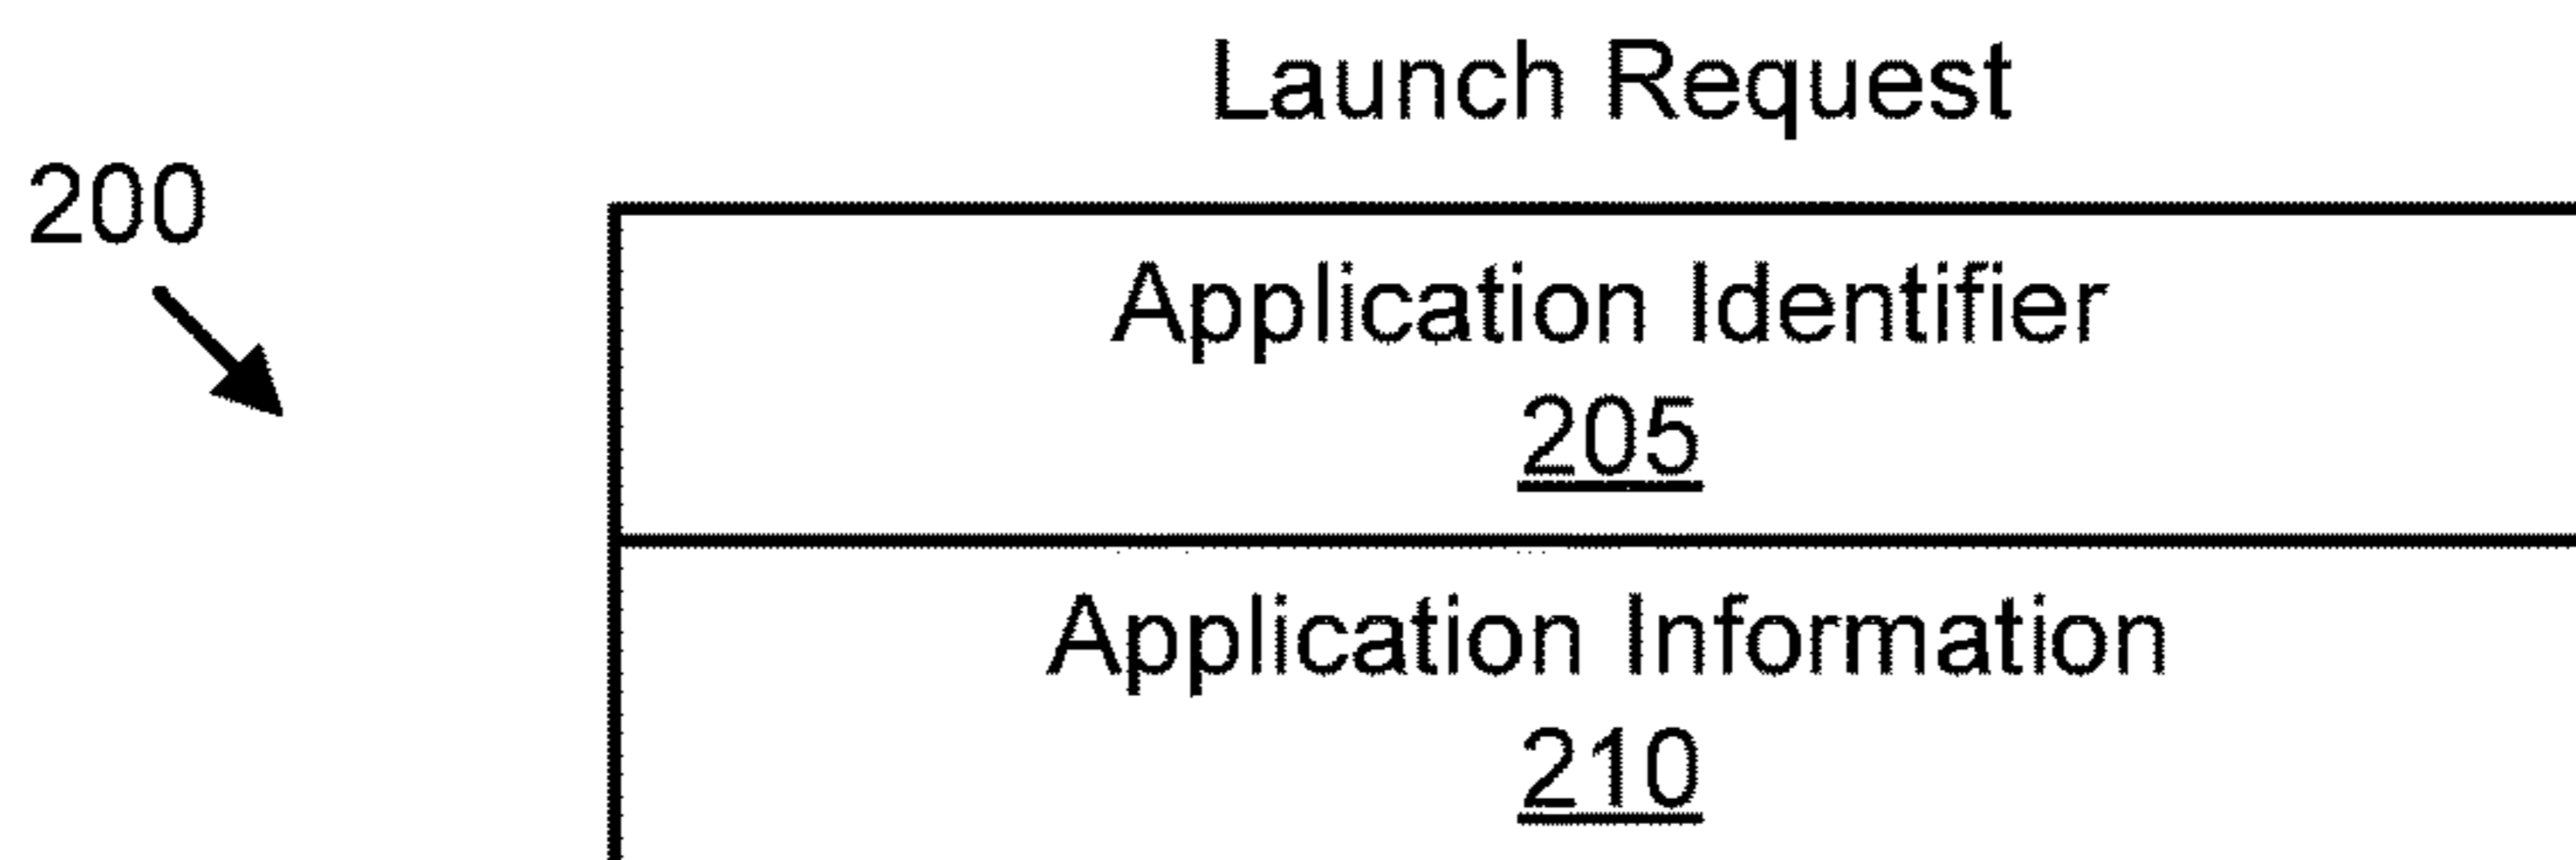 Launch Request
200
Application Identifier
205
Application Information
210